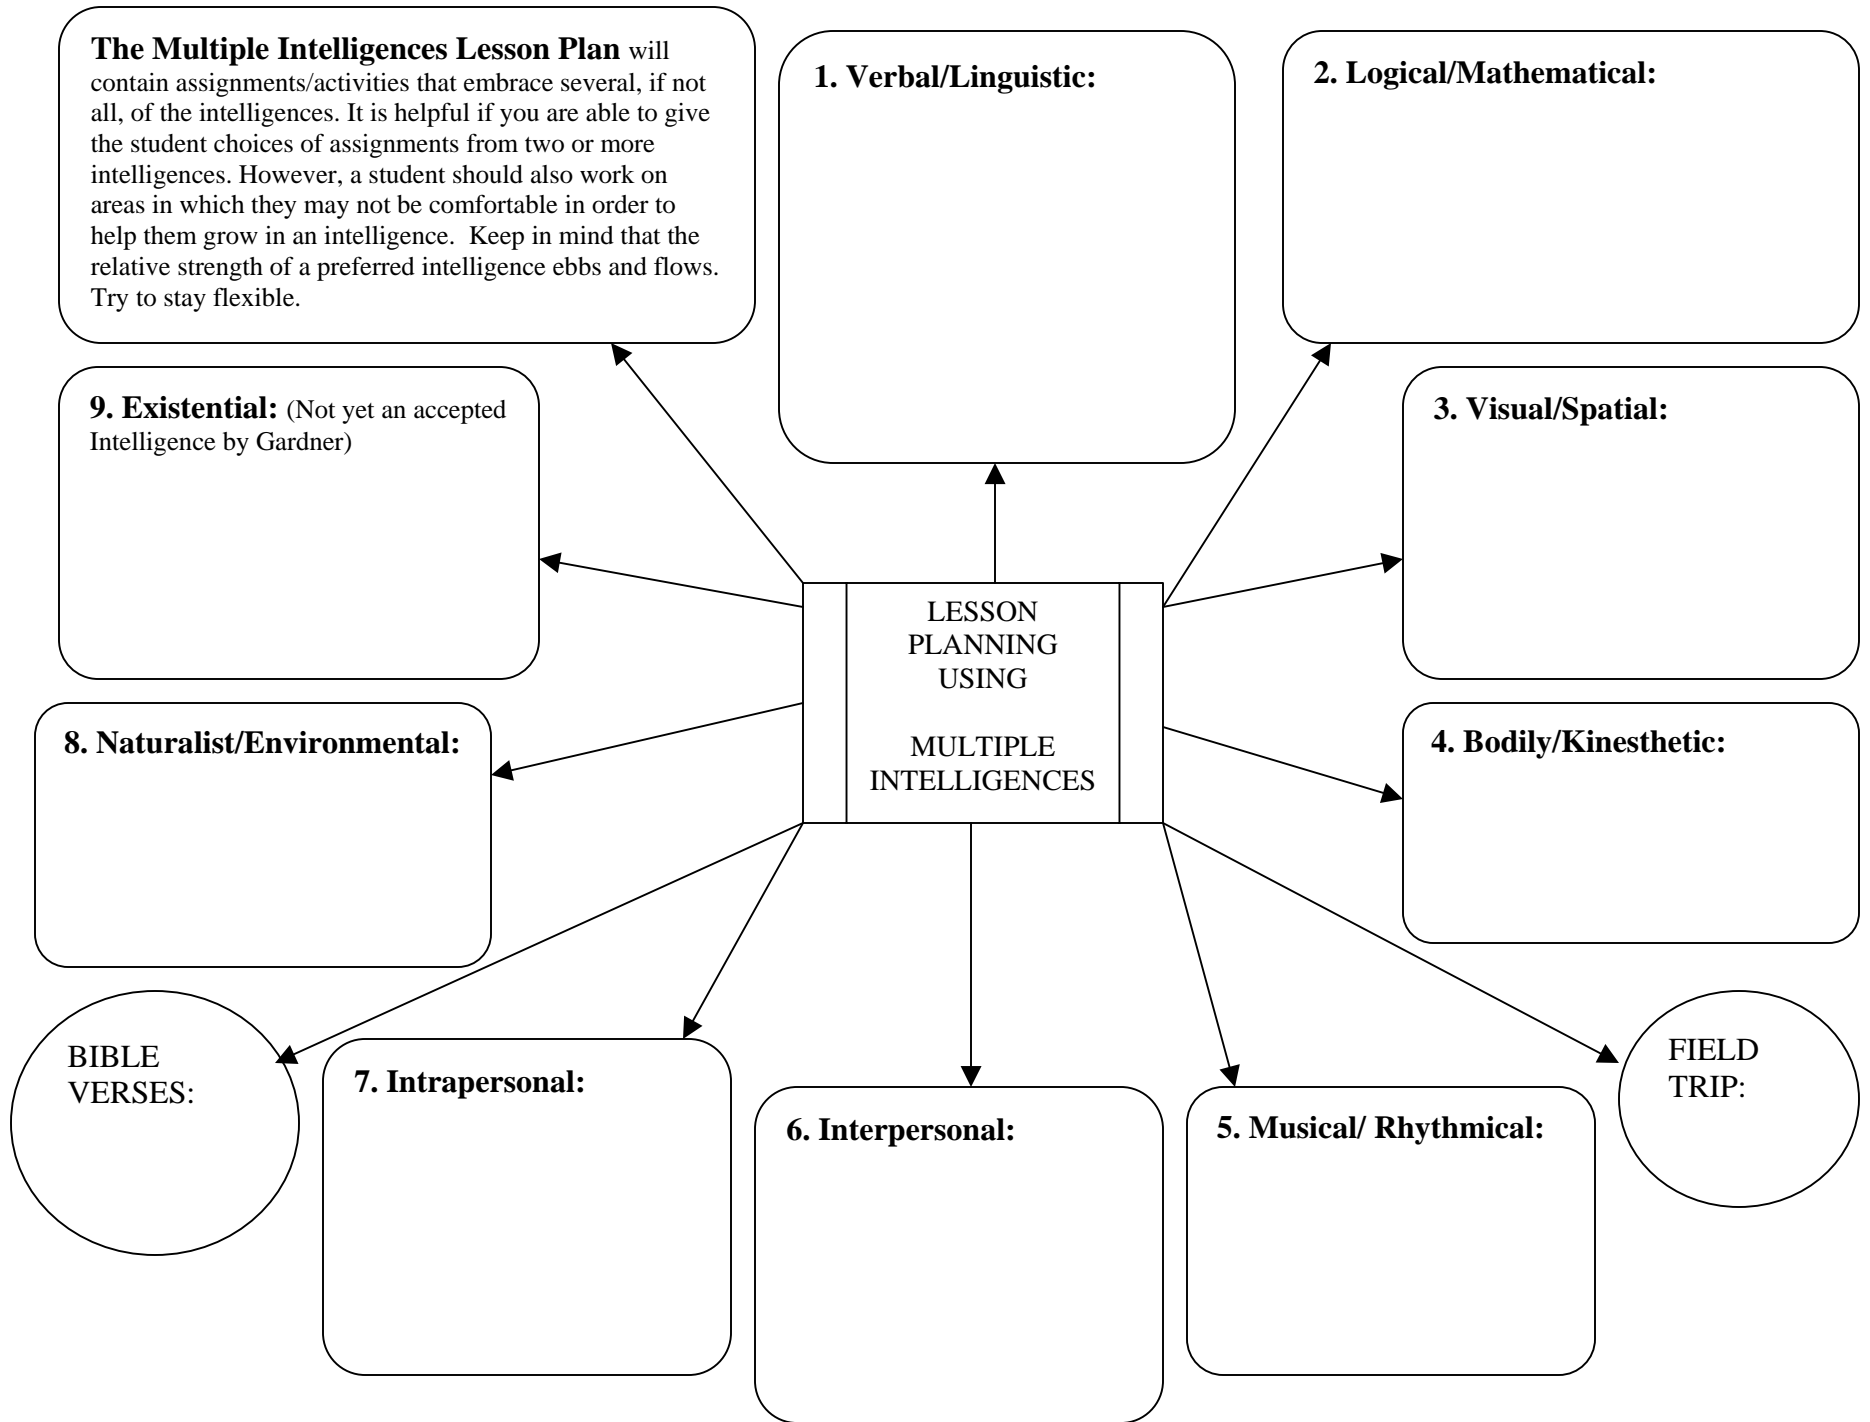 The Multiple Intelligences Lesson Plan will
contain assignments/activities that embrace several, if not
all, of the intelligences. It is helpful if you are able to give
the student choices of assignments from two or more
intelligences. However, a student should also work on
areas in which they may not be comfortable in order to
help them grow in an intelligence.  Keep in mind that the
relative strength of a preferred intelligence ebbs and flows.
Try to stay flexible.
1. Verbal/Linguistic:
2. Logical/Mathematical:
9. Existential: (Not yet an accepted
Intelligence by Gardner)
3. Visual/Spatial:
LESSON
PLANNING
USING
MULTIPLE
INTELLIGENCES
8. Naturalist/Environmental:
4. Bodily/Kinesthetic:
BIBLE
VERSES:
7. Intrapersonal:
6. Interpersonal:
5. Musical/ Rhythmical:
FIELD
TRIP: